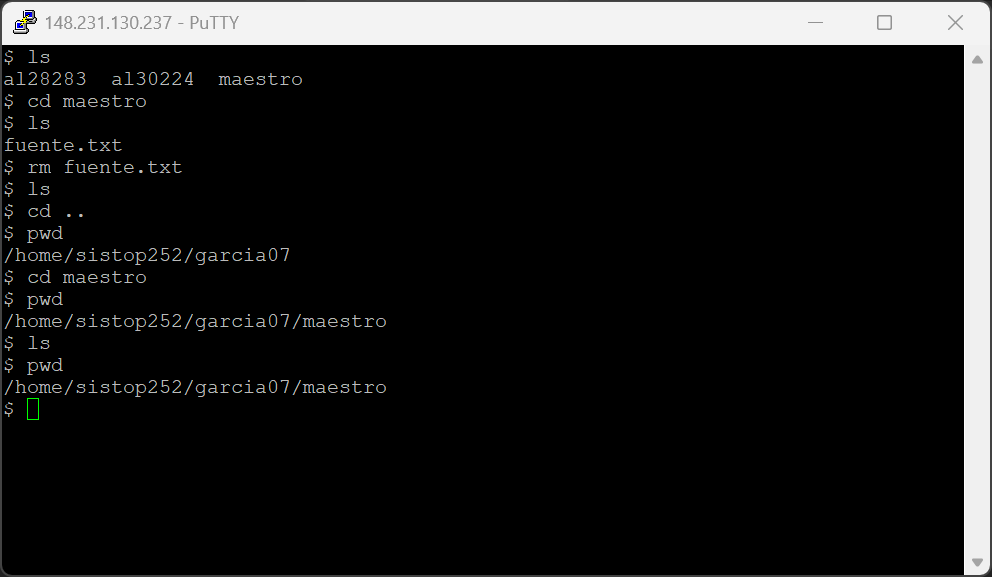 148.231.130.237 - PuTTY
$ ls
al28283  al30224  maestro
$ cd maestro
$ ls
fuente.txt
$ rm fuente.txt
$ ls
$ cd ..
$ pwd
/home/sistop252/garcia07
$ cd maestro
$ pwd
/home/sistop252/garcia07/maestro
$ ls
$ pwd
/home/sistop252/garcia07/maestro
$